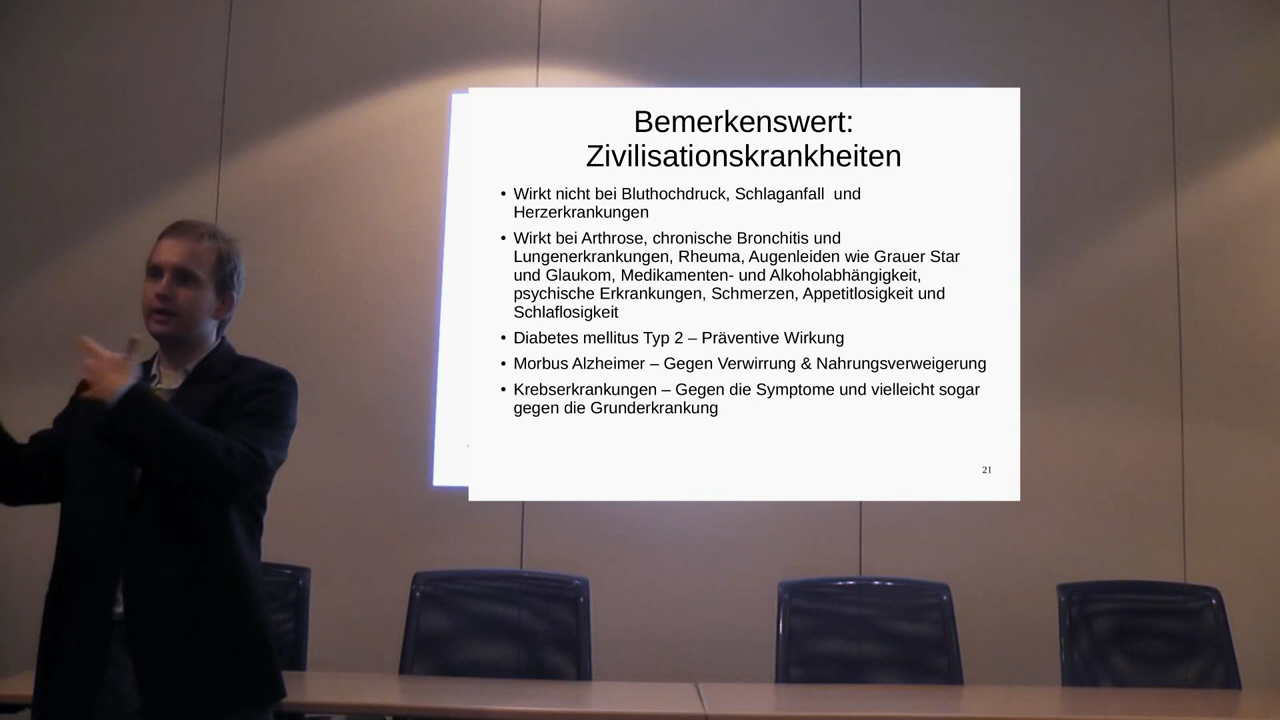 Bemerkenswert:
Zivilisationskrankheiten
• Wirkt nicht bei Bluthochdruck, Schlaganfall  und
Herzerkrankungen
• Wirkt bei Arthrose, chronische Bronchitis und
Lungenerkrankungen, Rheuma, Augenleiden wie Grauer Star
und Glaukom, Medikamenten- und Alkoholabhängigkeit,
psychische Erkrankungen, Schmerzen, Appetitlosigkeit und
Schlaflosigkeit
• Diabetes mellitus Typ 2 – Präventive Wirkung
• Morbus Alzheimer – Gegen Verwirrung & Nahrungsverweigerung
• Krebserkrankungen – Gegen die Symptome und vielleicht sogar
gegen die Grunderkrankung
21